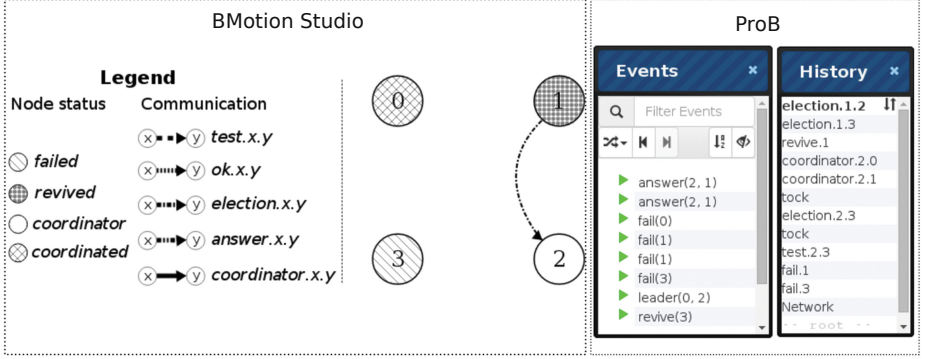 BMotion Studio
Legend
Node status
Communication
failed
revived
coordinator
coordinated
x y test.x.y
x y ok.x.y
x y election.x.y
x y answer.x.y
x y coordinator.x.y
0
1
3
2
ProB
Events ×
Filter Events
answer(2, 1)
answer(2, 1)
fail(0)
fail(1)
fail(1)
fail(3)
leader(0, 2)
revive(3)
History ×
election.1.2
election.1.3
revive.1
coordinator.2.0
coordinator.2.1
tock
election.2.3
tock
test.2.3
fail.1
fail.3
Network
-- root --